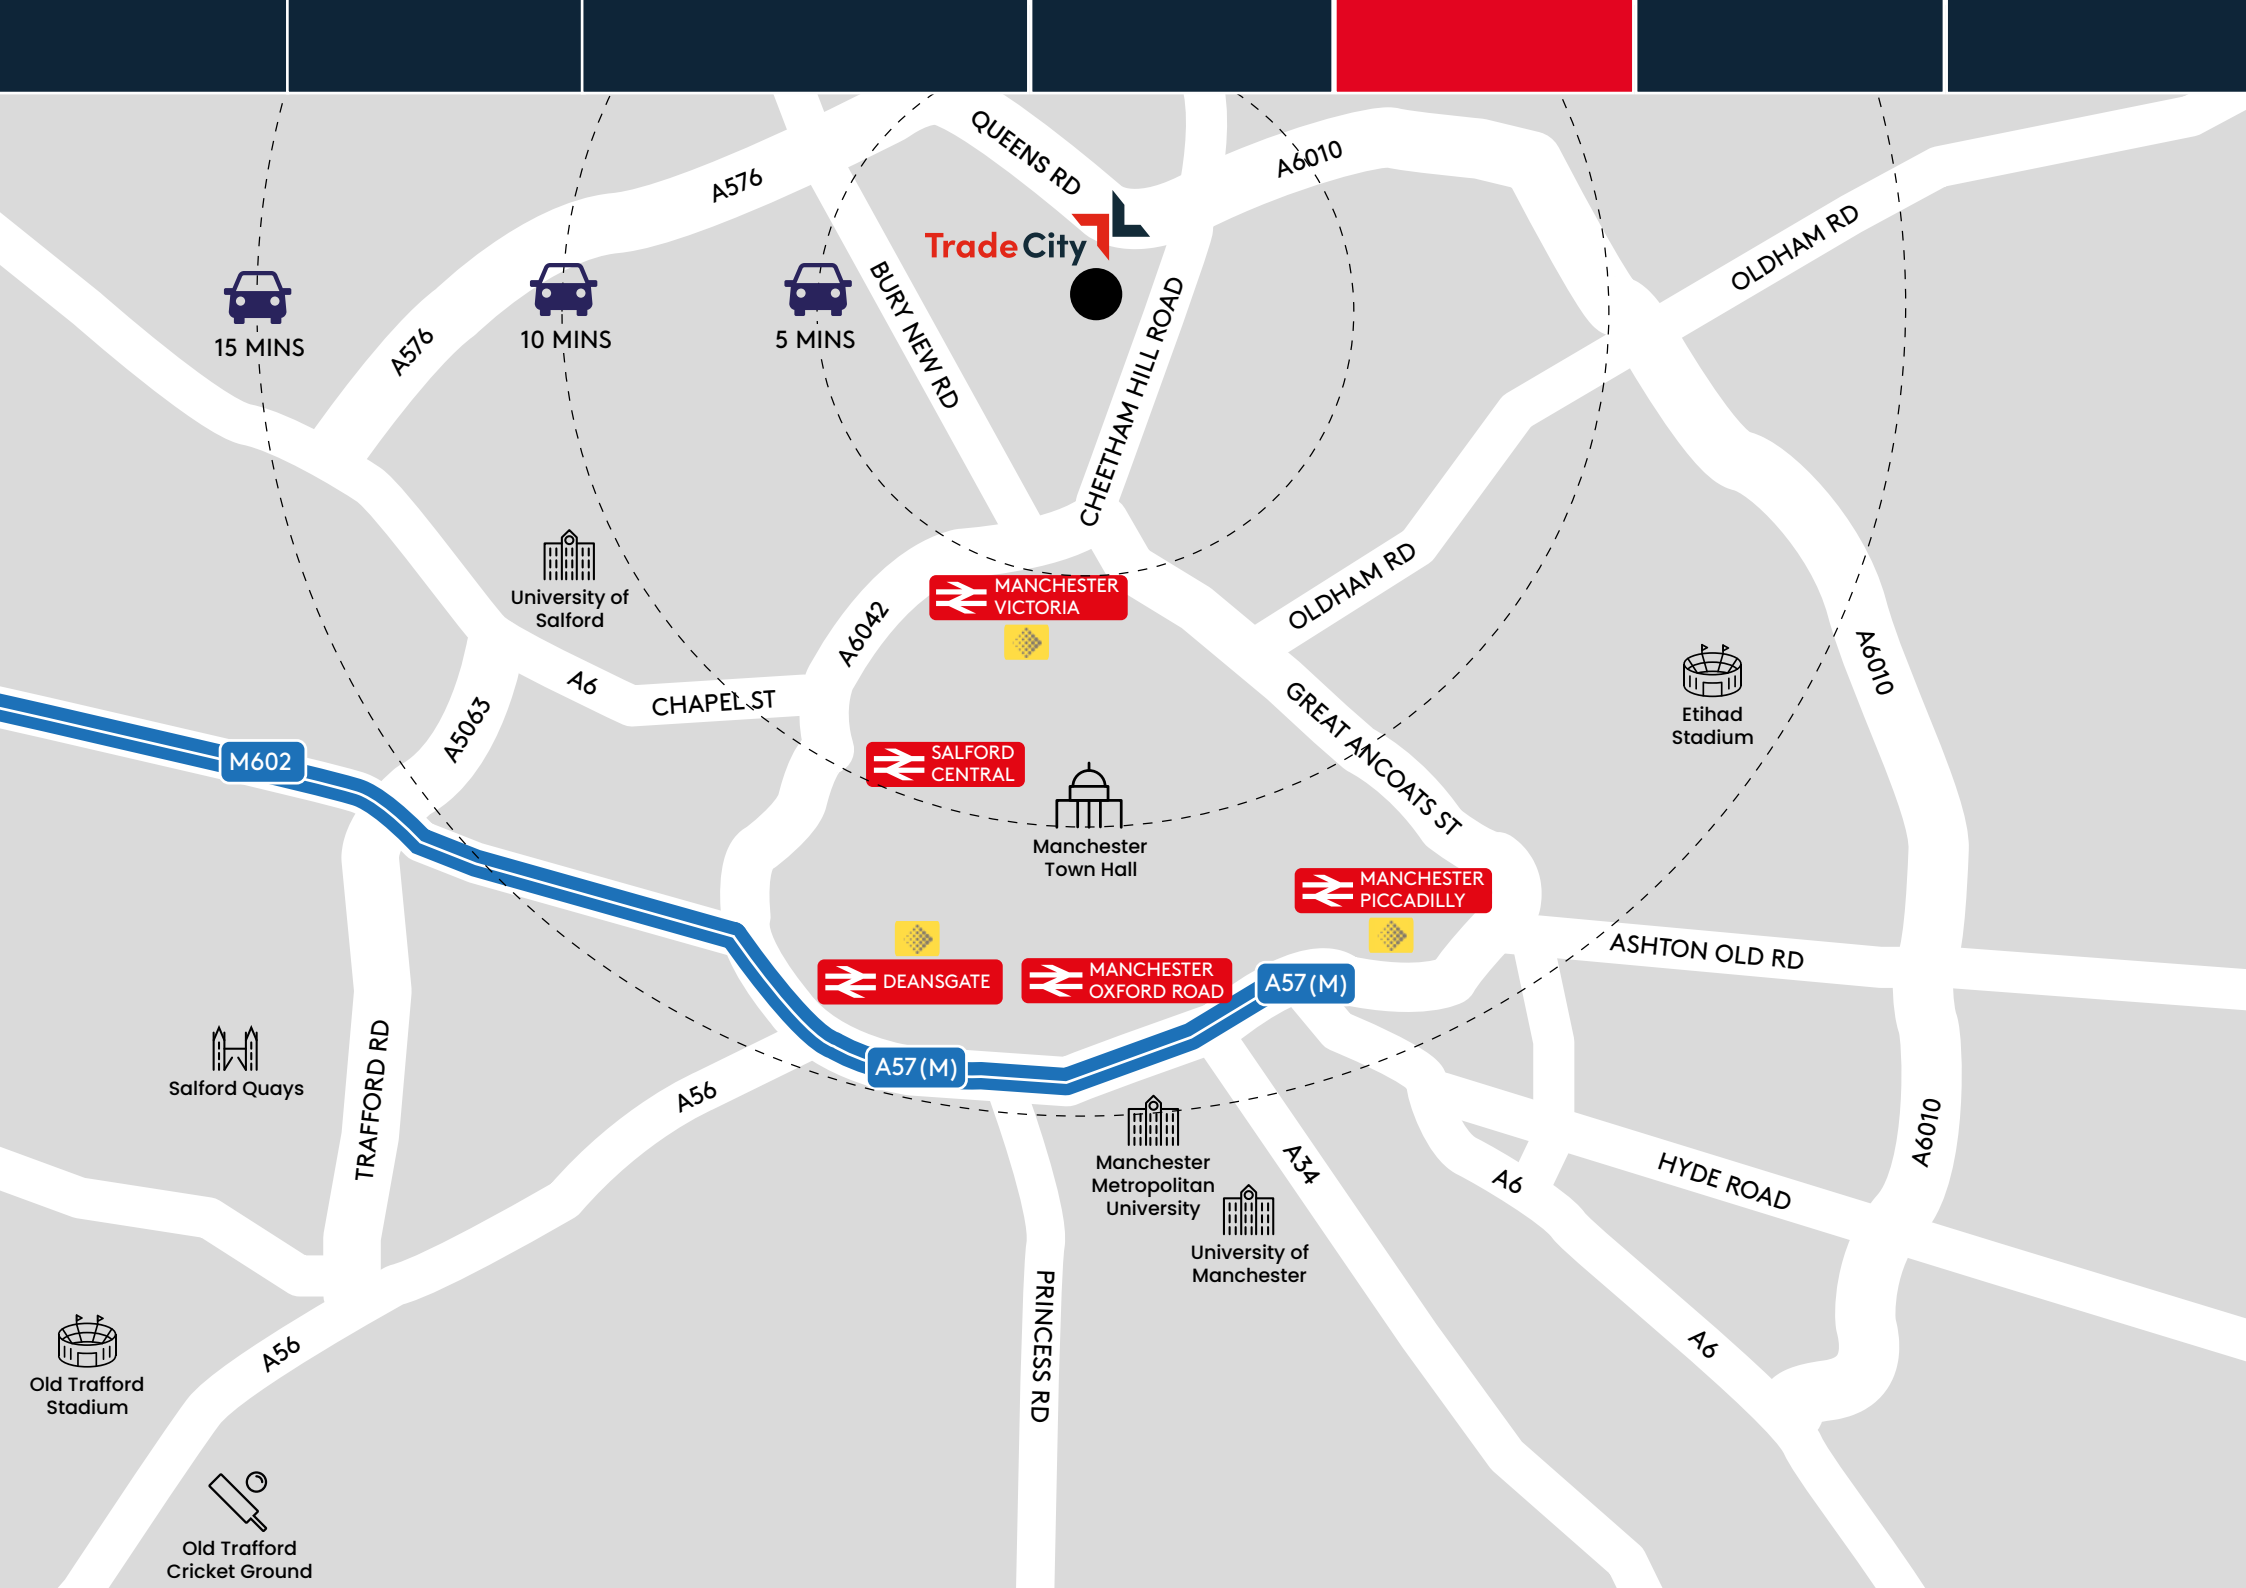 QUEENS RD
A6010
A576
OLDHAM RD
TradeCity
BURY NEW RD
CHEETHAM HILL ROAD
15 MINS
10 MINS
5 MINS
A576
University of
Salford
OLDHAM RD
MANCHESTER
VICTORIA
A6042
A6
CHAPEL ST
A5063
M602
GREAT ANCOATS ST
A6010
Etihad
Stadium
SALFORD
CENTRAL
Manchester
Town Hall
MANCHESTER
PICCADILLY
ASHTON OLD RD
DEANSGATE
MANCHESTER
OXFORD ROAD
A57(M)
A57(M)
Salford Quays
TRAFFORD RD
A56
Manchester
Metropolitan
University
A34
A6
HYDE ROAD
A6010
University of
Manchester
PRINCESS RD
A56
A6
Old Trafford
Stadium
Old Trafford
Cricket Ground